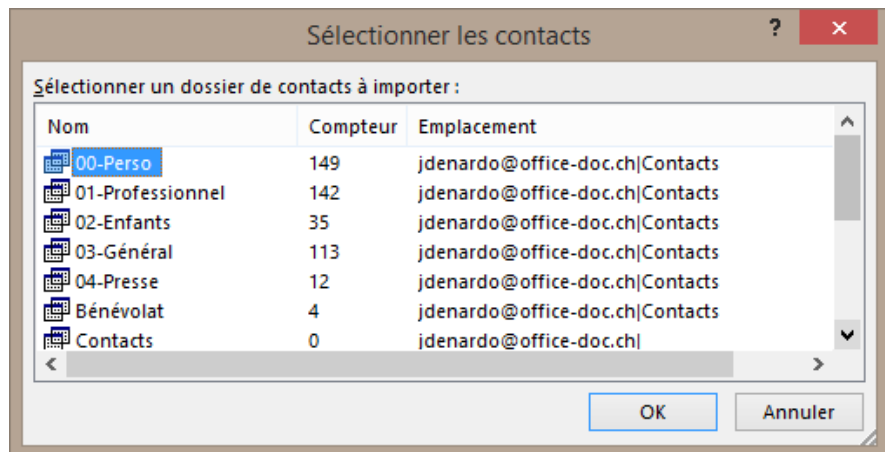 Sélectionner les contacts
?
×
Sélectionner un dossier de contacts à importer :
Nom Compteur Emplacement
00-Perso 149 jdenardo@office-doc.ch|Contacts
01-Professionnel 142 jdenardo@office-doc.ch|Contacts
02-Enfants 35 jdenardo@office-doc.ch|Contacts
03-Général 113 jdenardo@office-doc.ch|Contacts
04-Presse 12 jdenardo@office-doc.ch|Contacts
Bénévolat 4 jdenardo@office-doc.ch|Contacts
Contacts 0 jdenardo@office-doc.ch|
OK Annuler